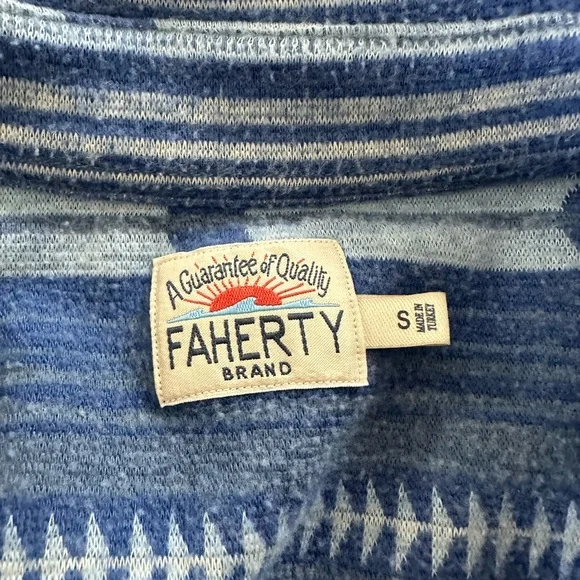 A Guarantee of Quality
FAHERTY
BRAND
S
MADE IN
TURKEY